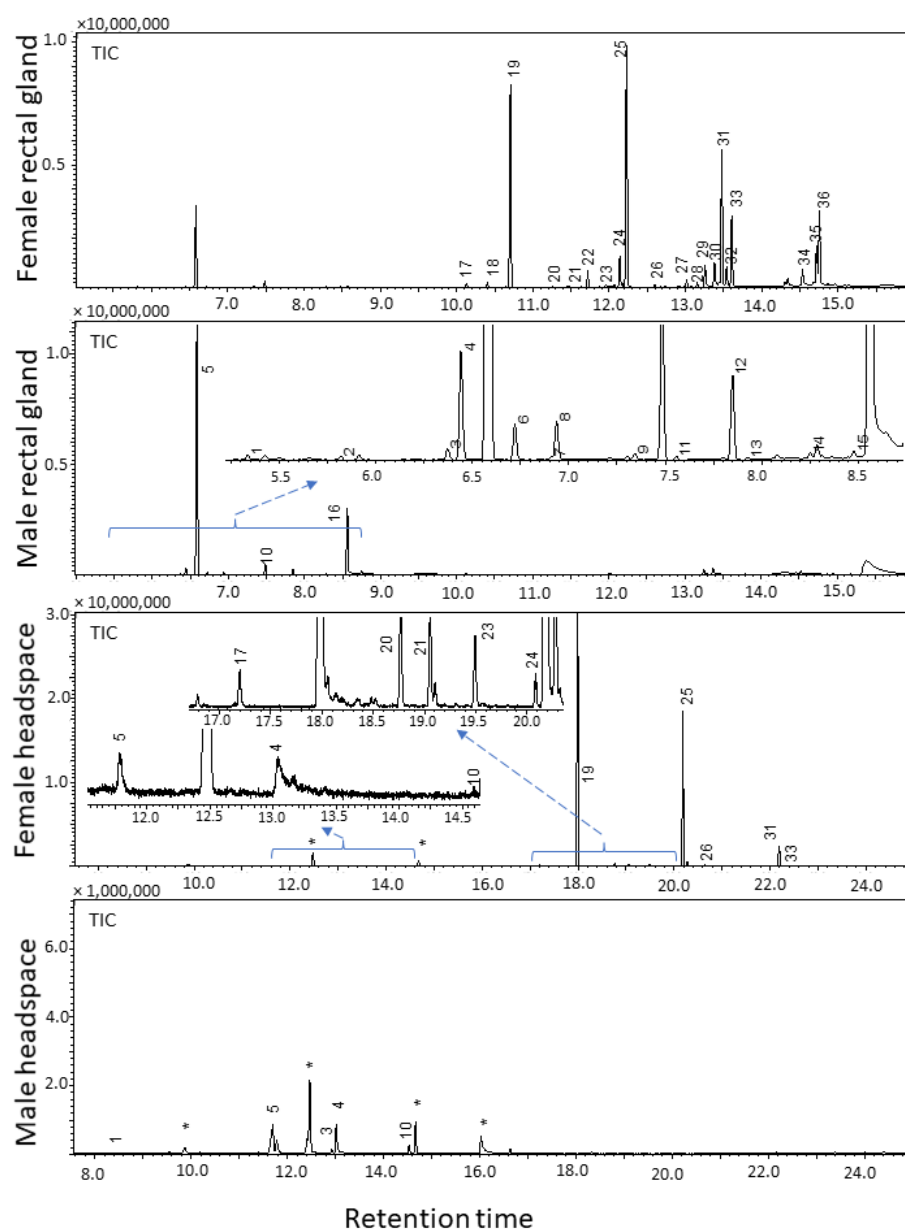 ×10,000,000
TIC
Female rectal gland
1.0
0.5
17 18 19 20 21 22 23 24 25 26 27 28 29 30 31 32 33 34 35 36
7.0 8.0 9.0 10.0 11.0 12.0 13.0 14.0 15.0
× 10,000,000
TIC
Male rectal gland
1.0
0.5
5 10 16
1 2 3 4 6 7 8 9 11 12 13 14 15
5.5 6.0 6.5 7.0 7.5 8.0 8.5
7.0 8.0 9.0 10.0 11.0 12.0 13.0 14.0 15.0
× 10,000,000
TIC
Female headspace
3.0
2.0
1.0
17 20 21 23 24
17.0 17.5 18.0 18.5 19.0 19.5 20.0
5 4 10
12.0 12.5 13.0 13.5 14.0 14.5
* * 19 25 26 31 33
10.0 12.0 14.0 16.0 18.0 20.0 22.0 24.0
× 1,000,000
TIC
Male headspace
6.0
4.0
2.0
1 * 5 * 3 4 10 * *
8.0 10.0 12.0 14.0 16.0 18.0 20.0 22.0 24.0
Retention time